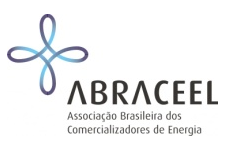 ABRACEEL
Associação Brasileira dos
Comercializadores de Energia